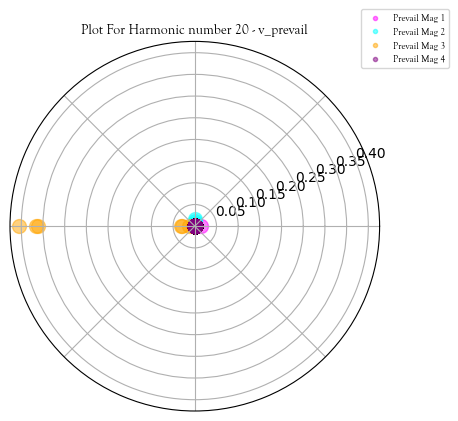 Plot For Harmonic number 20 - v_prevail
Prevail Mag 1
Prevail Mag 2
Prevail Mag 3
Prevail Mag 4
0.40
0.35
0.30
0.25
0.20
0.15
0.10
0.05